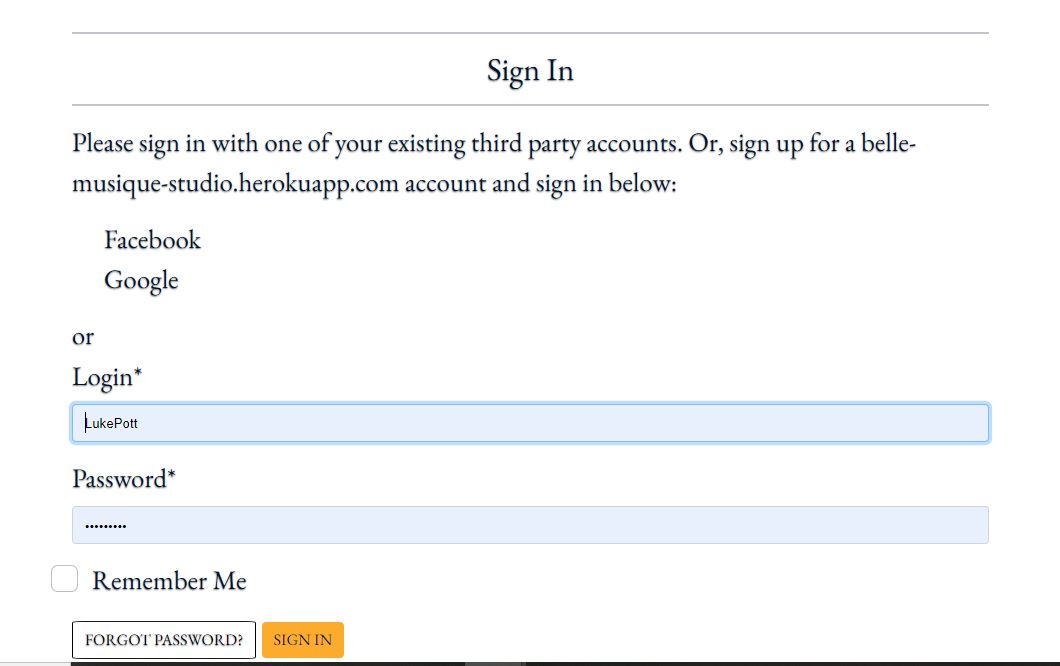 Sign In
Please sign in with one of your existing third party accounts. Or, sign up for a belle-
musique-studio.herokuapp.com account and sign in below:
Facebook
Google
or
Login*
LukePott
Password*
•••••••••
Remember Me
FORGOT PASSWORD? SIGN IN